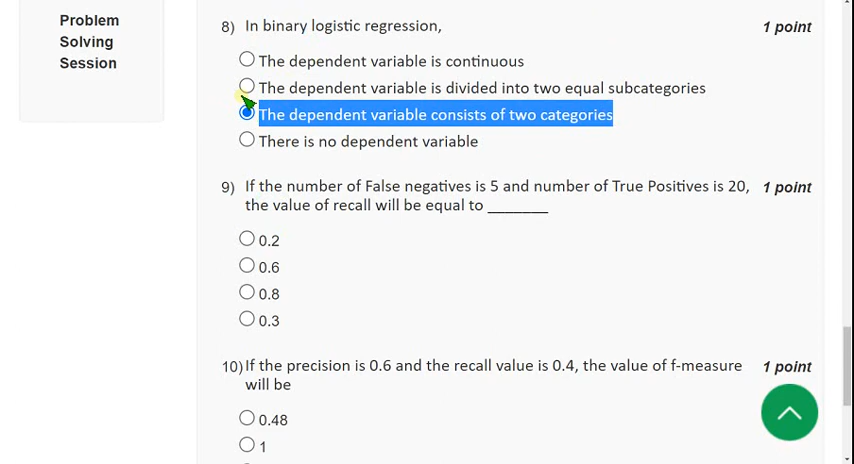 Problem
Solving
Session
8) In binary logistic regression, 1 point
The dependent variable is continuous
The dependent variable is divided into two equal subcategories
The dependent variable consists of two categories
There is no dependent variable
9) If the number of False negatives is 5 and number of True Positives is 20, 1 point
the value of recall will be equal to _______
0.2
0.6
0.8
0.3
10) If the precision is 0.6 and the recall value is 0.4, the value of f-measure 1 point
will be
0.48
1